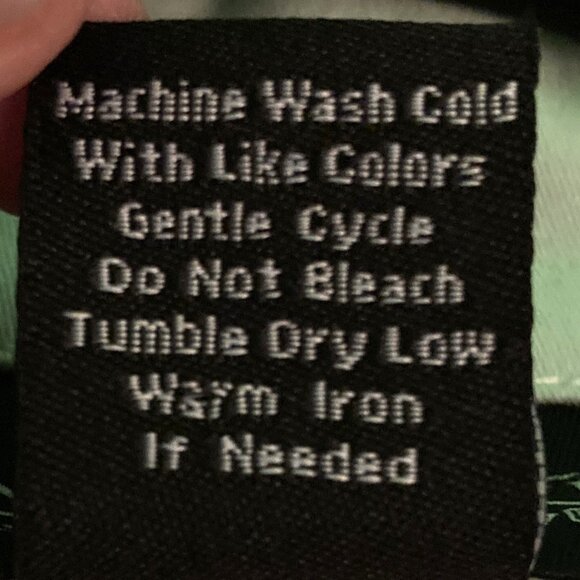 Machine Wash Cold
With Like Colors
Gentle Cycle
Do Not Bleach
Tumble Dry Low
Warm Iron
If Needed